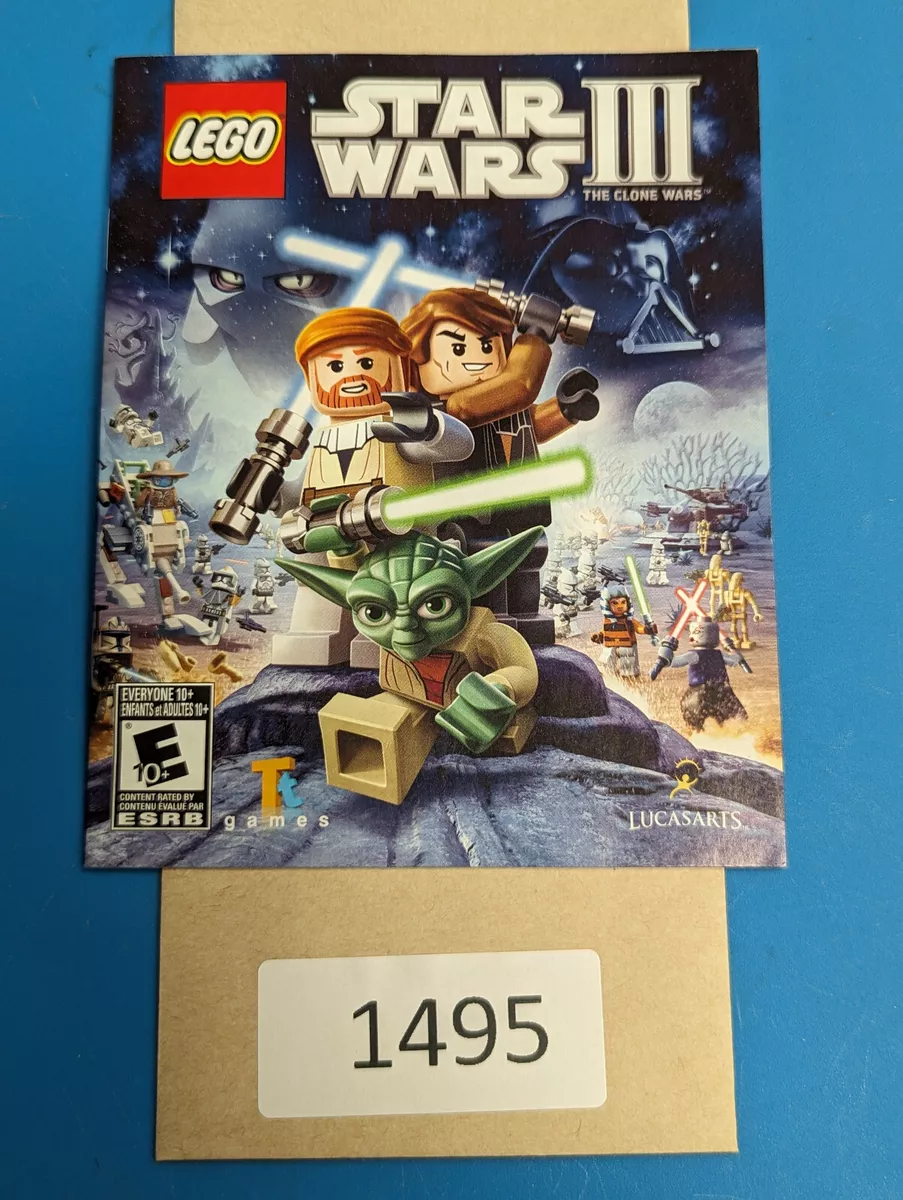 LEGO
STAR
WARS III
THE CLONE WARS™
EVERYONE 10+
ENFANTS et ADULTES 10+
®
E
10+
CONTENT RATED BY
CONTENU ÉVALUÉ PAR
ESRB
Tt
games
LUCASARTS
1495